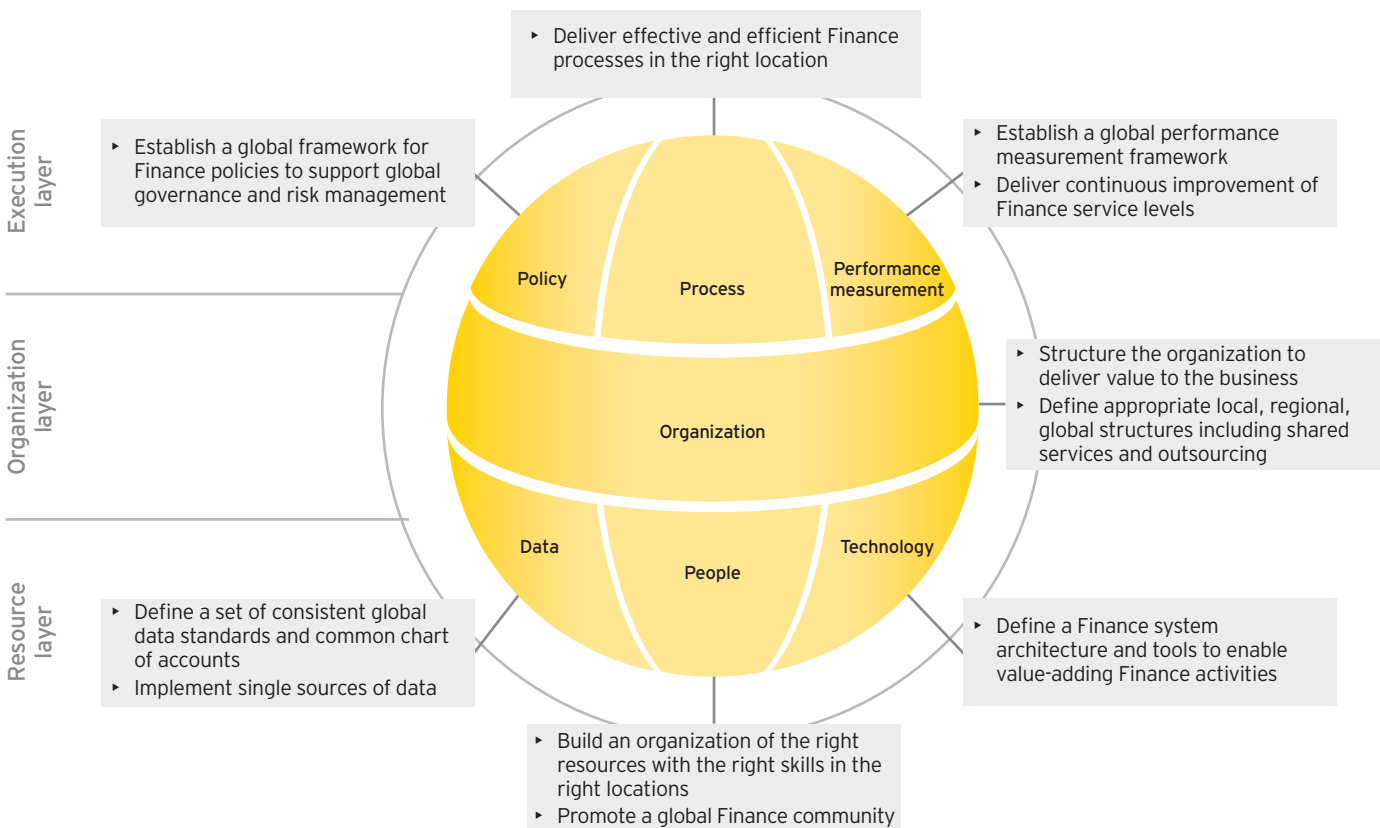 ▸ Deliver effective and efficient Finance
processes in the right location
Execution
layer
▸ Establish a global framework for
Finance policies to support global
governance and risk management
▸ Establish a global performance
measurement framework
▸ Deliver continuous improvement of
Finance service levels
Policy
Process
Performance
measurement
Organization
layer
Organization
▸ Structure the organization to
deliver value to the business
▸ Define appropriate local, regional,
global structures including shared
services and outsourcing
Resource
layer
Data
People
Technology
▸ Define a set of consistent global
data standards and common chart
of accounts
▸ Implement single sources of data
▸ Define a Finance system
architecture and tools to enable
value-adding Finance activities
▸ Build an organization of the right
resources with the right skills in the
right locations
▸ Promote a global Finance community